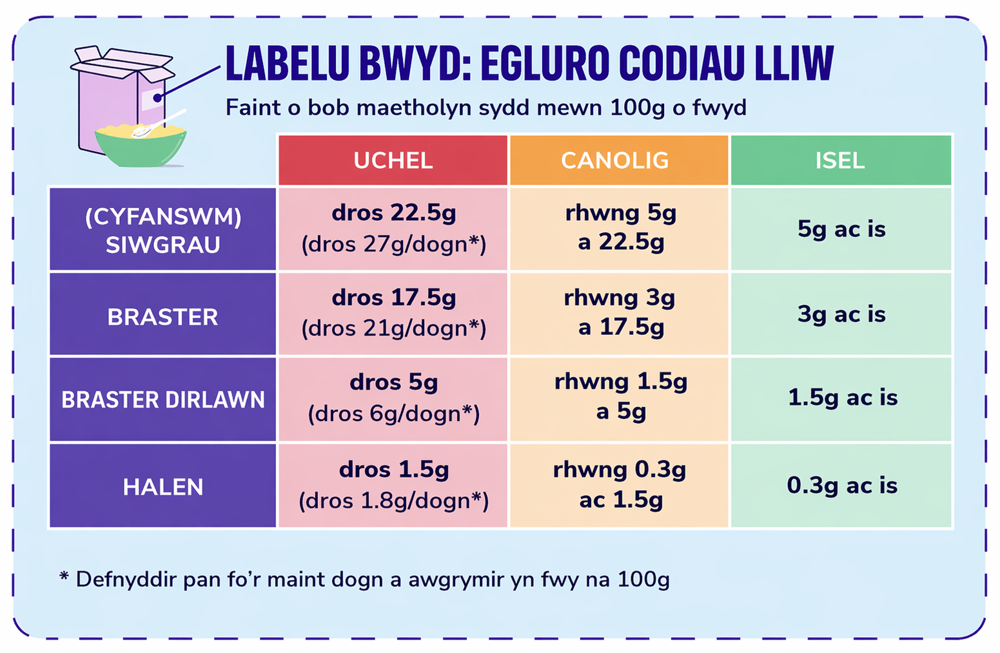 LABELU BWYD: EGLURO CODIAU LLIW
Faint o bob maetholyn sydd mewn 100g o fwyd
UCHEL
CANOLIG
ISEL
(CYFANSWM)
SIWGRAU
dros 22.5g
(dros 27g/dogn*)
rhwng 5g
a 22.5g
5g ac is
BRASTER
dros 17.5g
(dros 21g/dogn*)
rhwng 3g
a 17.5g
3g ac is
BRASTER DIRLAWN
dros 5g
(dros 6g/dogn*)
rhwng 1.5g
a 5g
1.5g ac is
HALEN
dros 1.5g
(dros 1.8g/dogn*)
rhwng 0.3g
ac 1.5g
0.3g ac is
* Defnyddir pan fo’r maint dogn a awgrymir yn fwy na 100g